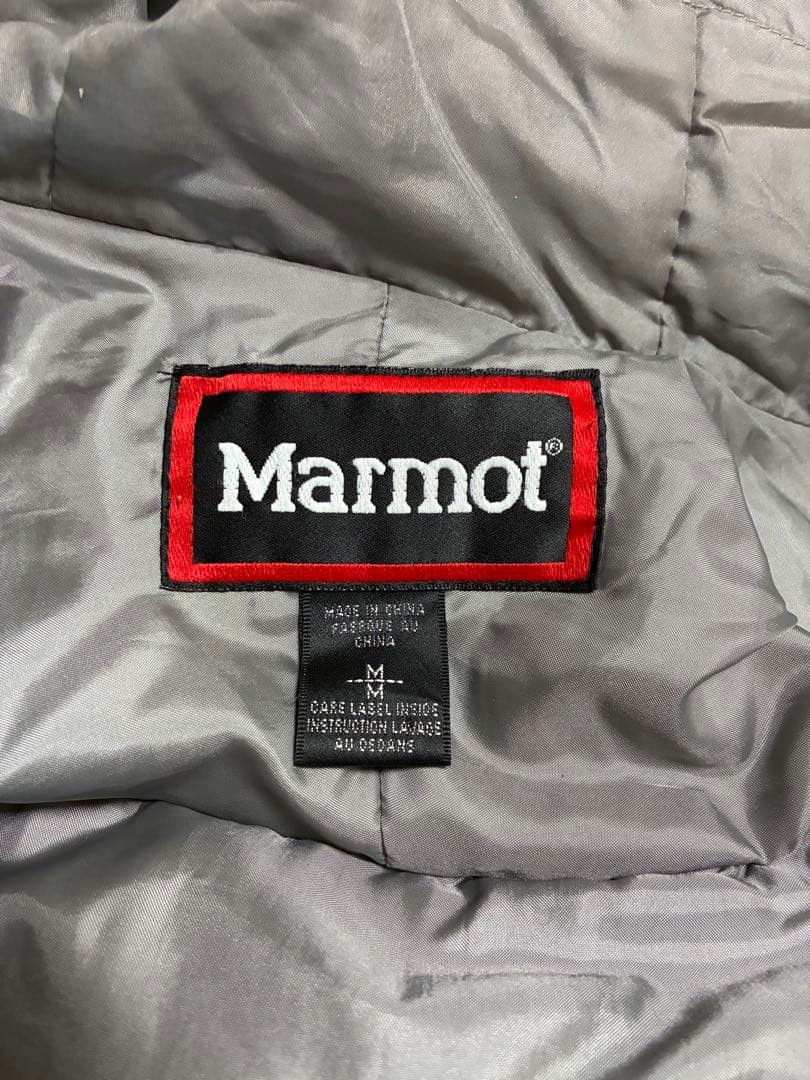 Marmot®
MADE IN CHINA
FABRIQUE AU
CHINA
M
M
CARE LABEL INSIDE
INSTRUCTION LAVAGE
AU DEDANS